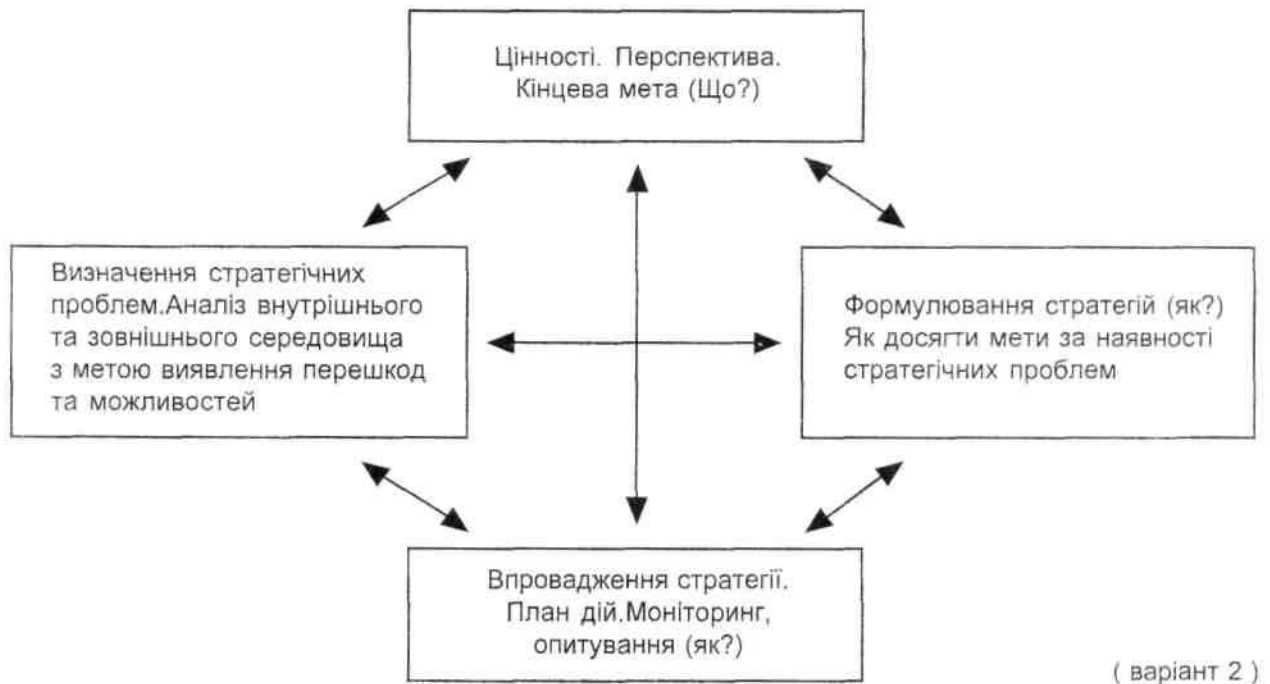 Цінності. Перспектива.
Кінцева мета (Що?)
Визначення стратегічних
проблем.Аналіз внутрішнього
та зовнішнього середовища
з метою виявлення перешкод
та можливостей
Формулювання стратегій (як?)
Як досягти мети за наявності
стратегічних проблем
Впровадження стратегії.
План дій.Моніторинг,
опитування (як?)
( варіант 2 )